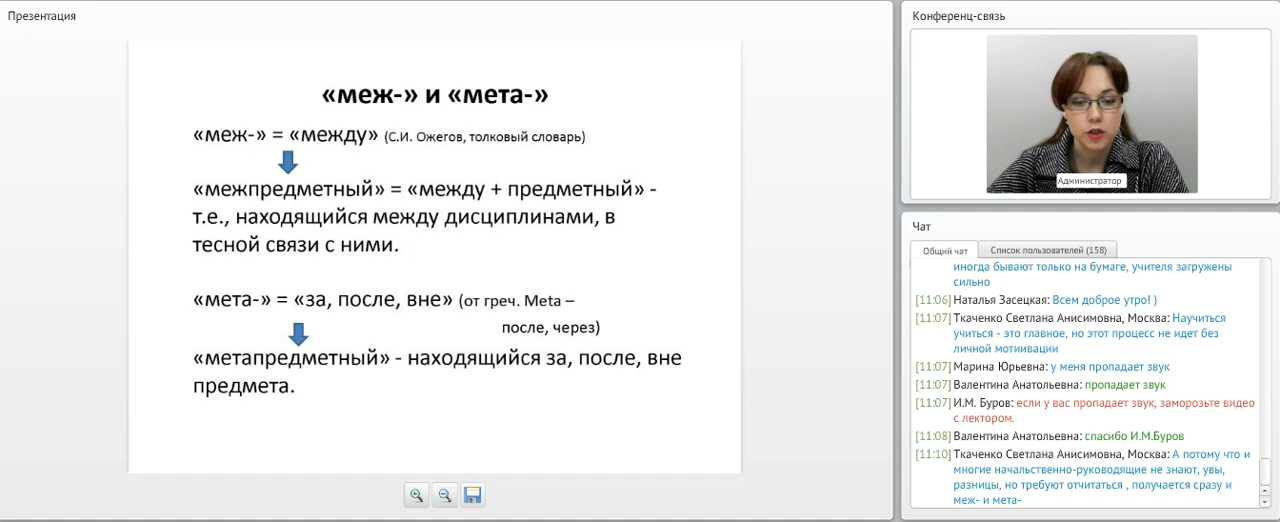 Презентация
«меж-» и «мета-»
«меж-» = «между» (С.И. Ожегов, толковый словарь)
«межпредметный» = «между + предметный» -
т.е., находящийся между дисциплинами, в
тесной связи с ними.
«мета-» = «за, после, вне» (от греч. Meta –
после, через)
«метапредметный» - находящийся за, после, вне
предмета.
Конференц-связь
Администратор
Чат
Общий чат
Список пользователей (158)
иногда бывают только на бумаге, учителя загружены
сильно
[11:06] Наталья Засецкая: Всем доброе утро! )
[11:07] Ткаченко Светлана Анисимовна, Москва: Научиться
учиться - это главное, но этот процесс не идет без
личной мотиивации
[11:07] Марина Юрьевна: у меня пропадает звук
[11:07] Валентина Анатольевна: пропадает звук
[11:07] И.М. Буров: если у вас пропадает звук, заморозьте видео
с лектором.
[11:08] Валентина Анатольевна: спасибо И.М.Буров
[11:10] Ткаченко Светлана Анисимовна, Москва: А потому что и
многие начальственно-руководящие не знают, увы,
разницы, но требуют отчитаться , получается сразу и
меж- и мета-